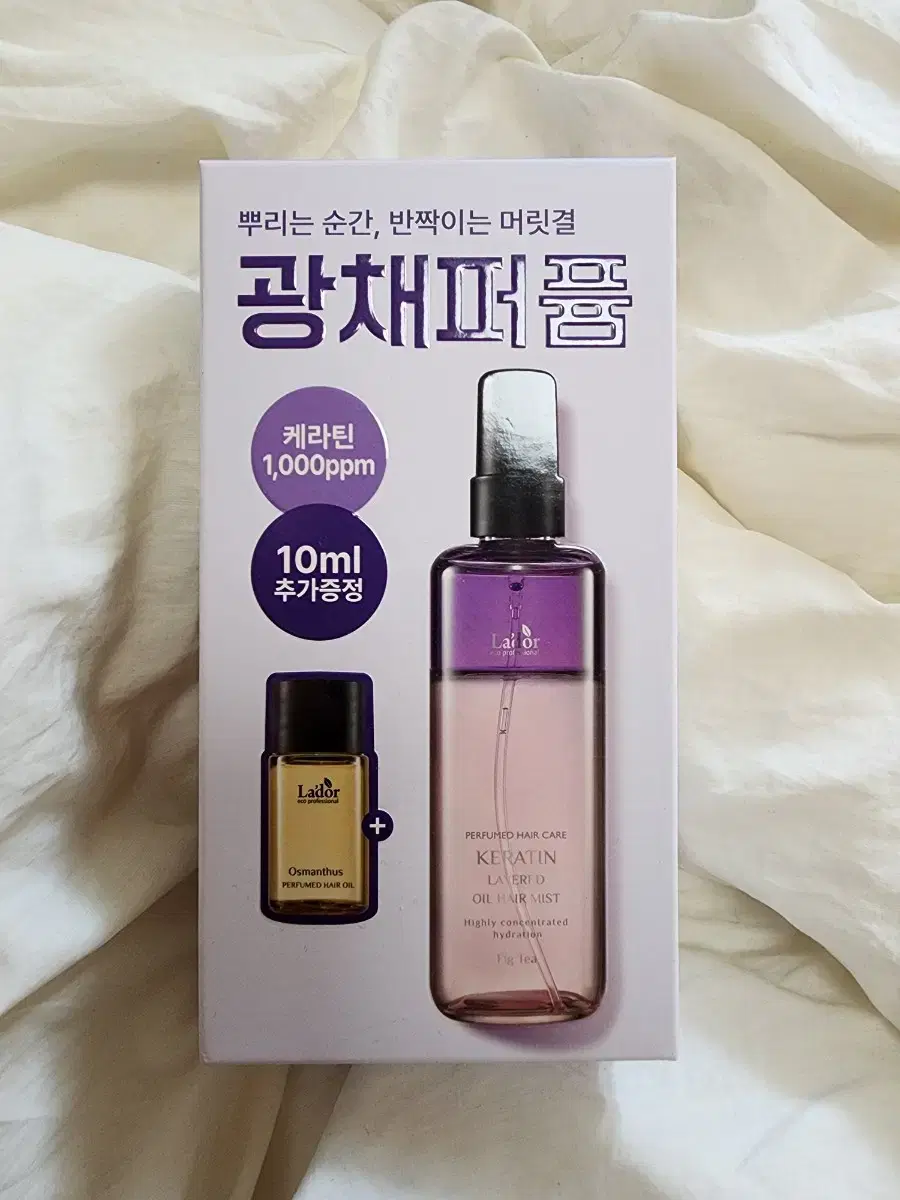 뿌리는 순간, 반짝이는 머릿결
광채퍼퓸
케라틴
1,000ppm
10ml
추가증정
La'dor
eco professional
Osmanthus
PERFUMED HAIR OIL
+
La'dor
eco professional
PERFUMED HAIR CARE
KERATIN
LAYERED
OIL HAIR MIST
Highly concentrated
hydration
Fig Tea